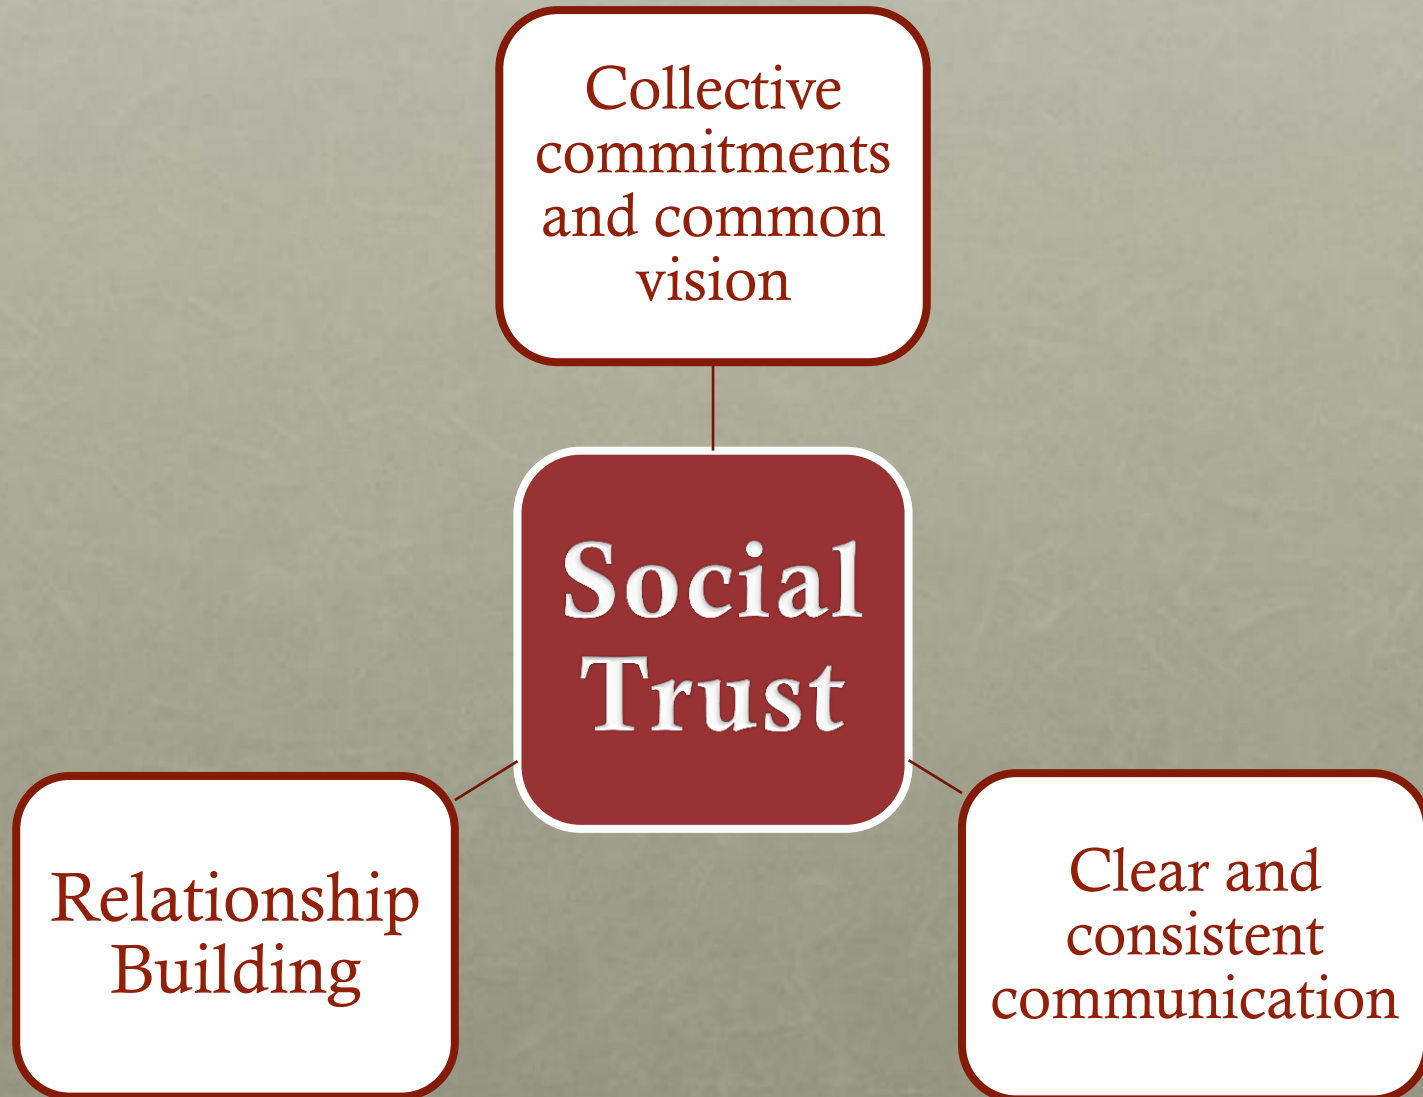 Collective
commitments
and common
vision
Social
Trust
Relationship
Building
Clear and
consistent
communication